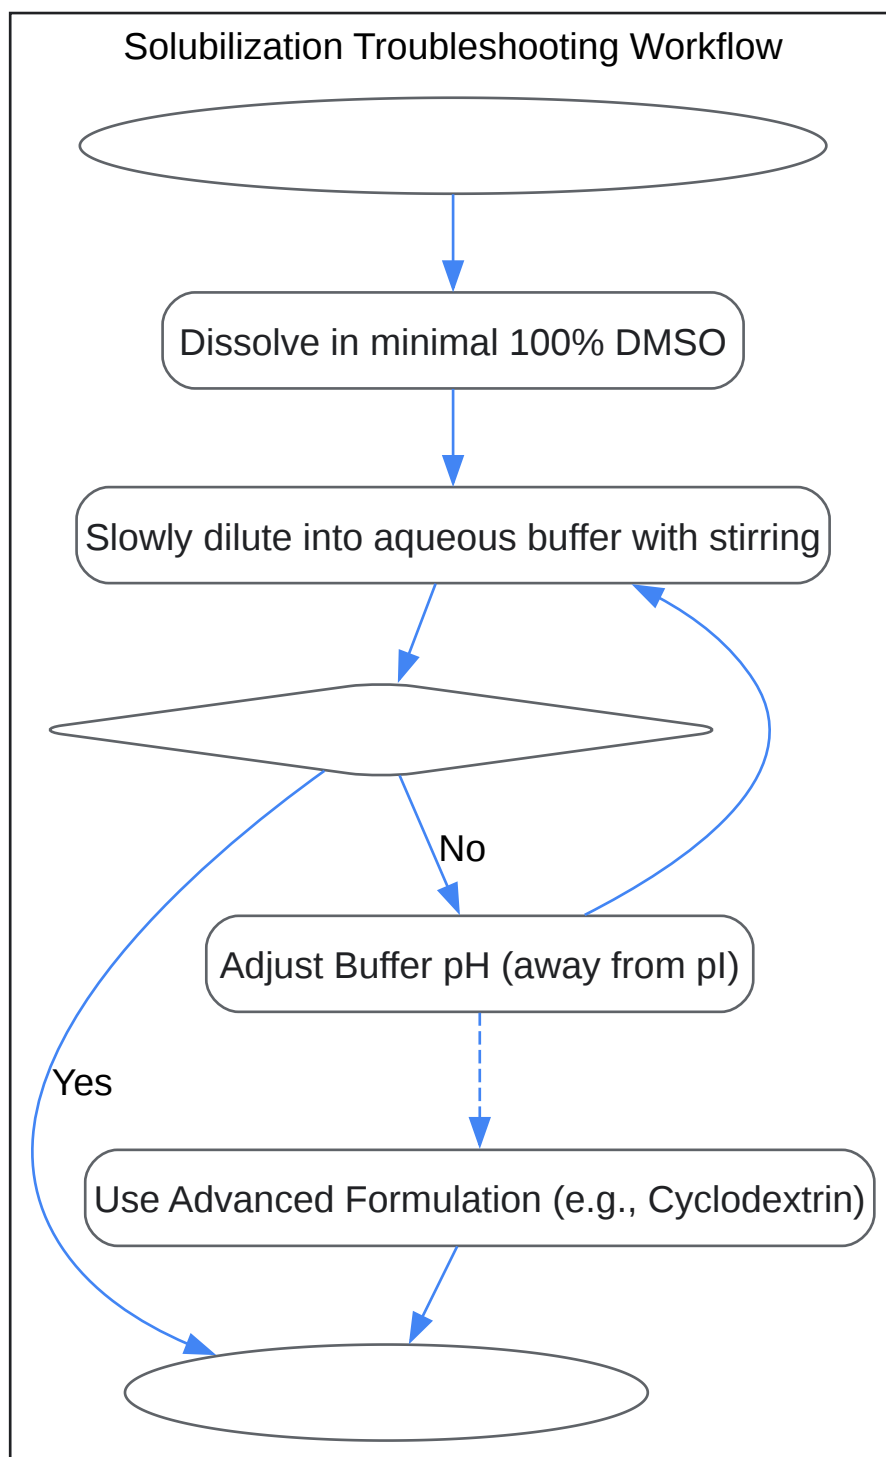 Solubilization Troubleshooting Workflow
Dissolve in minimal 100% DMSO
Slowly dilute into aqueous buffer with stirring
No
Adjust Buffer pH (away from pI)
Yes
Use Advanced Formulation (e.g., Cyclodextrin)